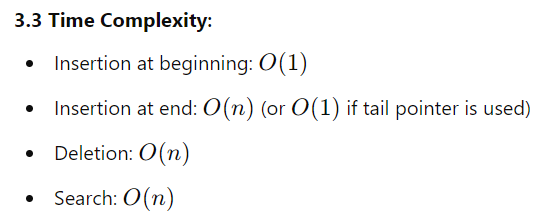 3.3 Time Complexity:
• Insertion at beginning: O(1)
• Insertion at end: O(n) (or O(1) if tail pointer is used)
• Deletion: O(n)
• Search: O(n)